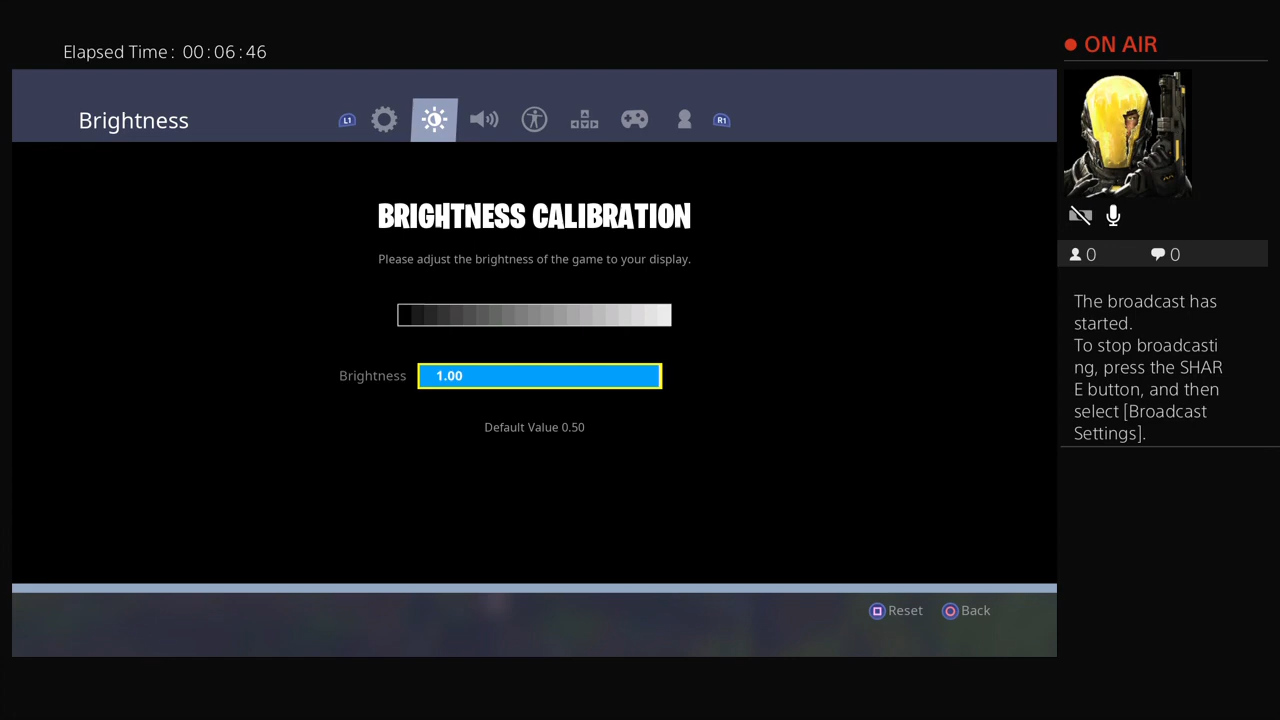 Elapsed Time: 00:06:46
ON AIR
Brightness
L1
R1
BRIGHTNESS CALIBRATION
Please adjust the brightness of the game to your display.
Brightness 1.00
Default Value 0.50
0 0
The broadcast has
started.
To stop broadcasti
ng, press the SHAR
E button, and then
select [Broadcast
Settings].
Reset Back